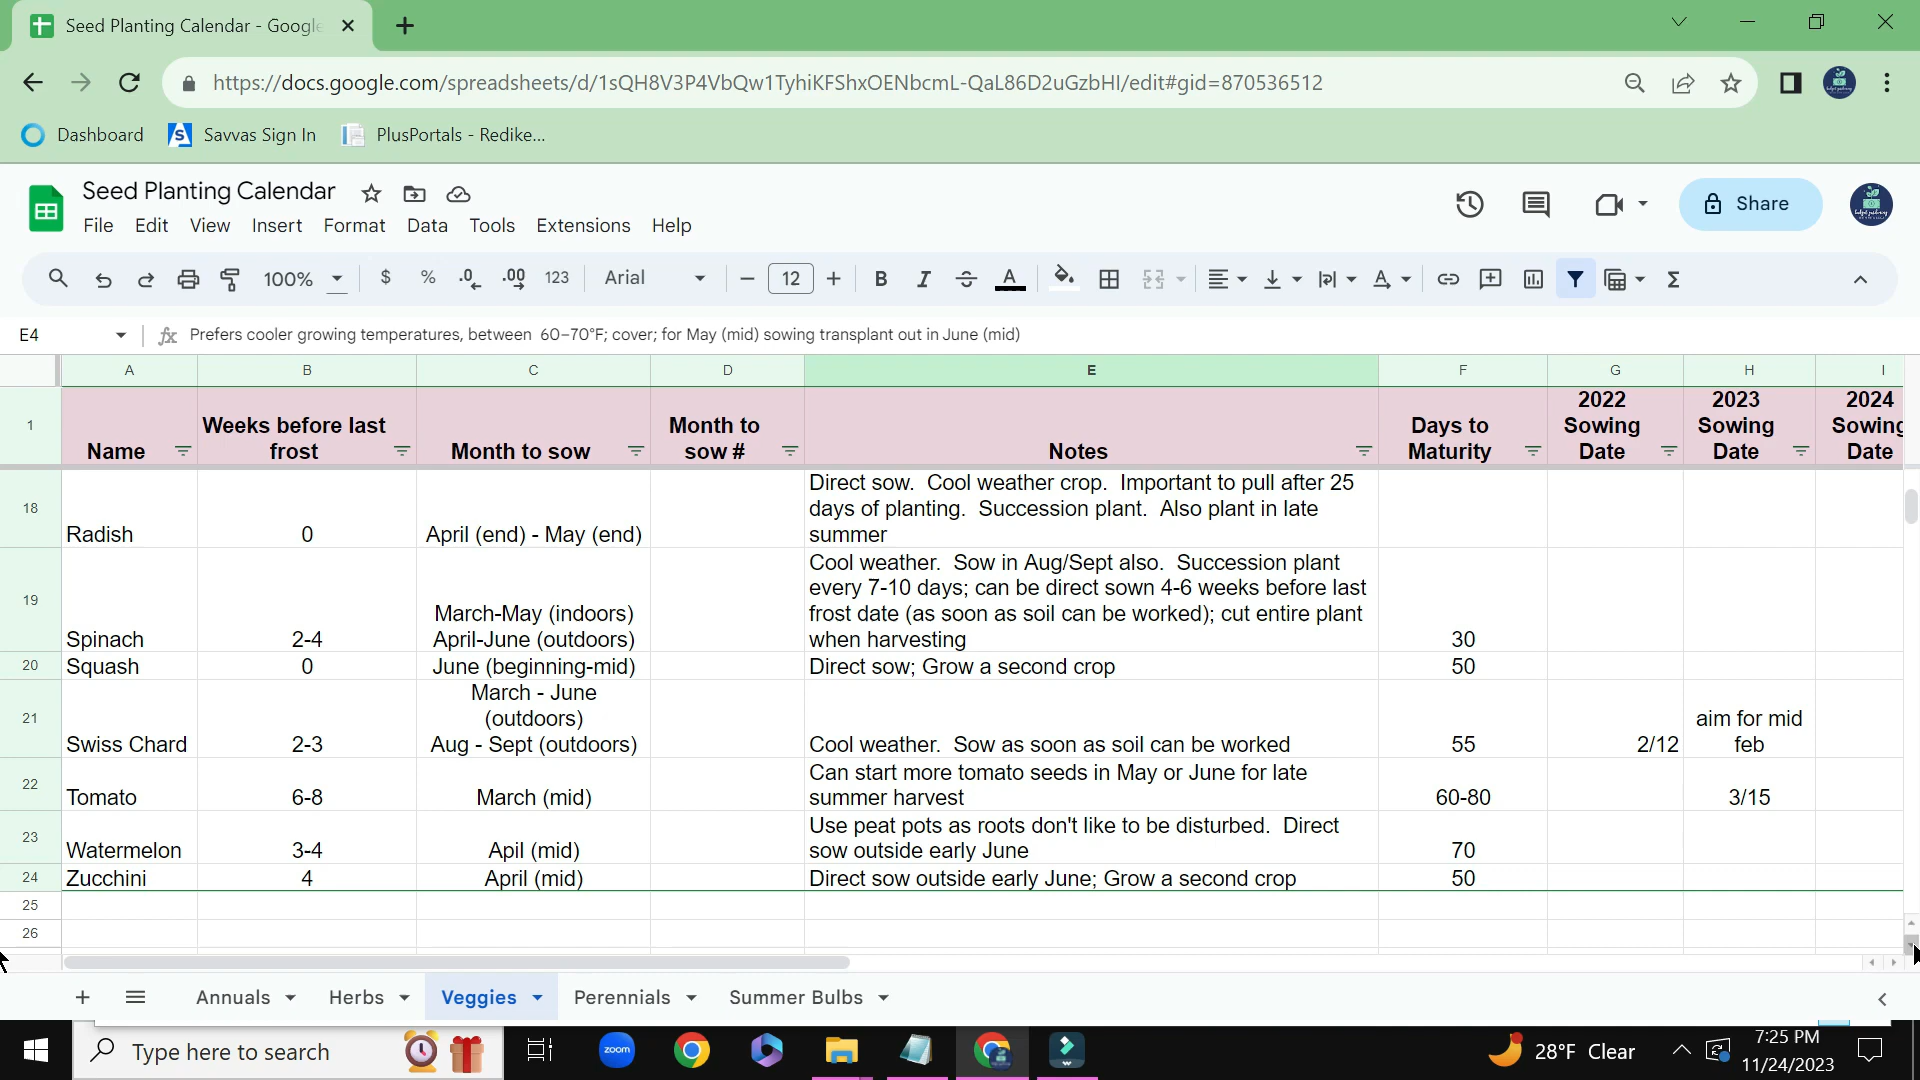 Seed Planting Calendar - Google
https://docs.google.com/spreadsheets/d/1sQH8V3P4VbQw1TyhiKFShxOENbcmL-QaL86D2uGzbHI/edit#gid=870536512
Dashboard Savvas Sign In PlusPortals - Redike...
Seed Planting Calendar
File Edit View Insert Format Data Tools Extensions Help
Share
100% $ % .0 .00 123 Arial 12 B I A
E4 fx Prefers cooler growing temperatures, between 60–70°F; cover; for May (mid) sowing transplant out in June (mid)
A B C D E F G H I
1 Name
Weeks before last
frost
Month to sow
Month to
sow #
Notes
Days to
Maturity
2022
Sowing
Date
2023
Sowing
Date
2024
Sowing
Date
18 Radish 0 April (end) - May (end)
Direct sow. Cool weather crop. Important to pull after 25
days of planting. Succession plant. Also plant in late
summer
19 Spinach 2-4
March-May (indoors)
April-June (outdoors)
Cool weather. Sow in Aug/Sept also. Succession plant
every 7-10 days; can be direct sown 4-6 weeks before last
frost date (as soon as soil can be worked); cut entire plant
when harvesting
30
20 Squash 0 June (beginning-mid) Direct sow; Grow a second crop 50
21 Swiss Chard 2-3
March - June
(outdoors)
Aug - Sept (outdoors)
Cool weather. Sow as soon as soil can be worked 55 2/12
aim for mid
feb
22 Tomato 6-8 March (mid)
Can start more tomato seeds in May or June for late
summer harvest
60-80 3/15
23 Watermelon 3-4 Apil (mid)
Use peat pots as roots don't like to be disturbed. Direct
sow outside early June
70
24 Zucchini 4 April (mid) Direct sow outside early June; Grow a second crop 50
25
26
Annuals Herbs Veggies Perennials Summer Bulbs
Type here to search zoom 28°F Clear
7:25 PM
11/24/2023